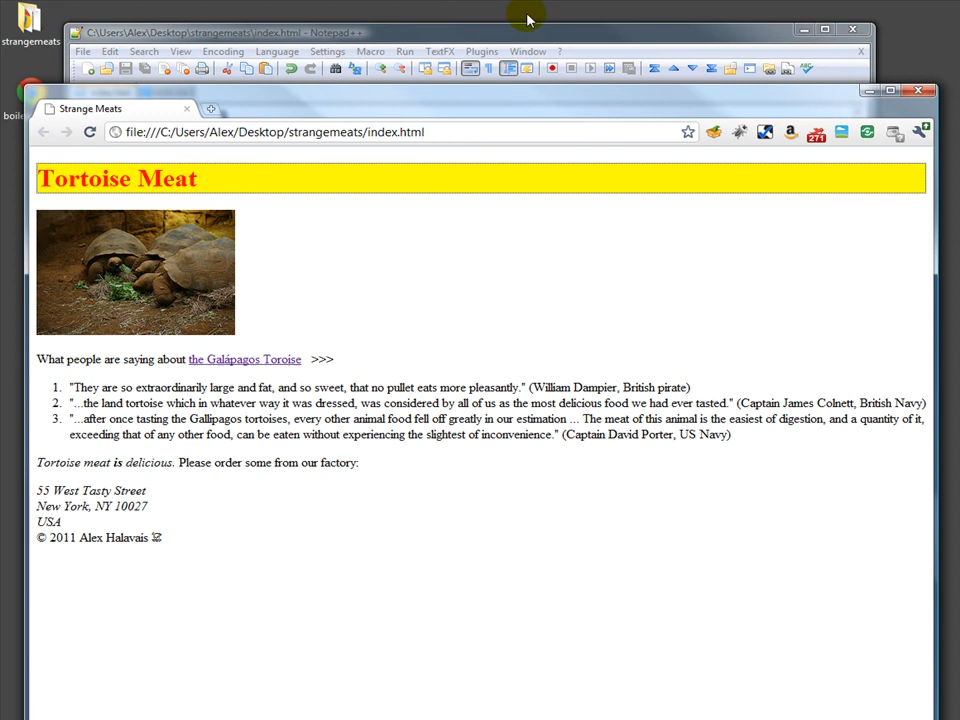 strangemeats
C:\Users\Alex\Desktop\strangemeats\index.html - Notepad++
File Edit Search View Encoding Language Settings Macro Run TextFX Plugins Window ? X
Strange Meats
file:///C:/Users/Alex/Desktop/strangemeats/index.html
271
Tortoise Meat
What people are saying about the Galápagos Toroise >>>
1. "They are so extraordinarily large and fat, and so sweet, that no pullet eats more pleasantly." (William Dampier, British pirate)
2. "...the land tortoise which in whatever way it was dressed, was considered by all of us as the most delicious food we had ever tasted." (Captain James Colnett, British Navy)
3. "...after once tasting the Gallipagos tortoises, every other animal food fell off greatly in our estimation ... The meat of this animal is the easiest of digestion, and a quantity of it,
exceeding that of any other food, can be eaten without experiencing the slightest of inconvenience." (Captain David Porter, US Navy)
Tortoise meat is delicious. Please order some from our factory:
55 West Tasty Street
New York, NY 10027
USA
© 2011 Alex Halavais ☠